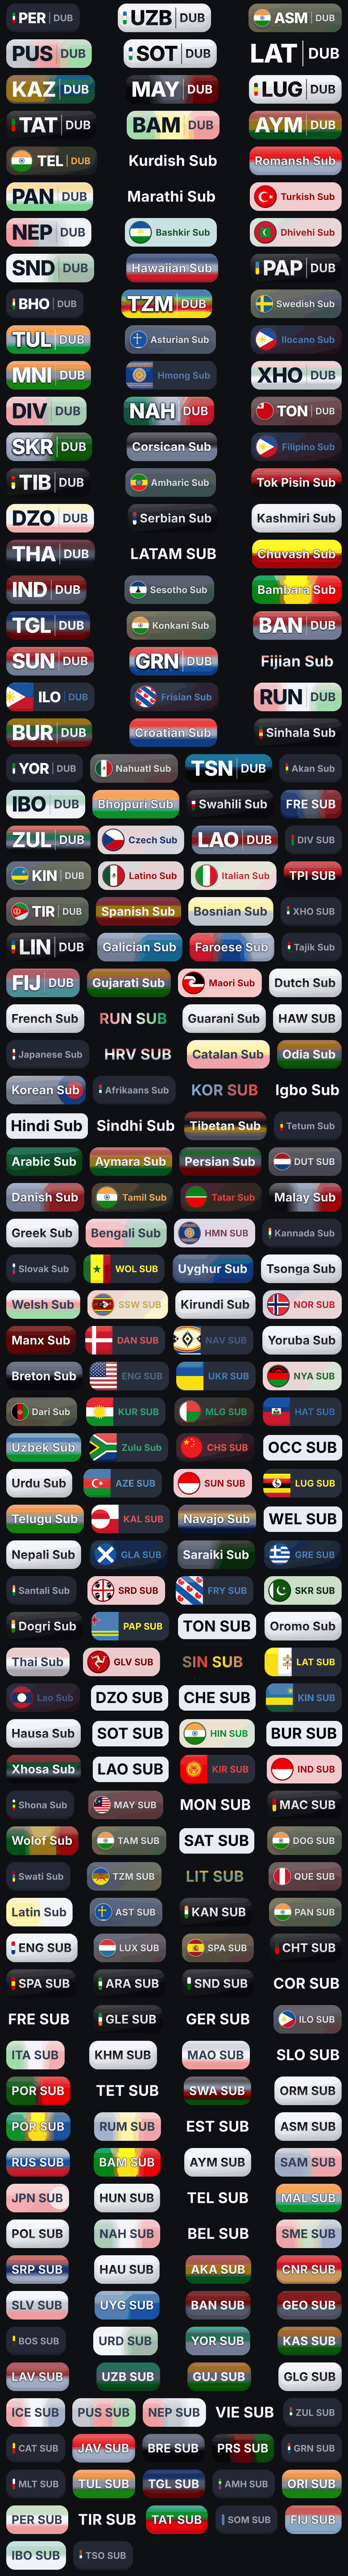 PER DUB UZB DUB ASM DUB
PUS DUB SOT DUB LAT DUB
KAZ DUB MAY DUB LUG DUB
TAT DUB BAM DUB AYM DUB
TEL DUB Kurdish Sub Romansh Sub
PAN DUB Marathi Sub Turkish Sub
NEP DUB Bashkir Sub Dhivehi Sub
SND DUB Hawaiian Sub PAP DUB
BHO DUB TZM DUB Swedish Sub
TUL DUB Asturian Sub Ilocano Sub
MNI DUB Hmong Sub XHO DUB
DIV DUB NAH DUB TON DUB
SKR DUB Corsican Sub Filipino Sub
TIB DUB Amharic Sub Tok Pisin Sub
DZO DUB Serbian Sub Kashmiri Sub
THA DUB LATAM SUB Chuvash Sub
IND DUB Sesotho Sub Bambara Sub
TGL DUB Konkani Sub BAN DUB
SUN DUB GRN DUB Fijian Sub
ILO DUB Frisian Sub RUN DUB
BUR DUB Croatian Sub Sinhala Sub
YOR DUB Nahuatl Sub TSN DUB Akan Sub
IBO DUB Bhojpuri Sub Swahili Sub FRE SUB
ZUL DUB Czech Sub LAO DUB DIV SUB
KIN DUB Latino Sub Italian Sub TPI SUB
TIR DUB Spanish Sub Bosnian Sub XHO SUB
LIN DUB Galician Sub Faroese Sub Tajik Sub
FIJ DUB Gujarati Sub Maori Sub Dutch Sub
French Sub RUN SUB Guarani Sub HAW SUB
Japanese Sub HRV SUB Catalan Sub Odia Sub
Korean Sub Afrikaans Sub KOR SUB Igbo Sub
Hindi Sub Sindhi Sub Tibetan Sub Tetum Sub
Arabic Sub Aymara Sub Persian Sub DUT SUB
Danish Sub Tamil Sub Tatar Sub Malay Sub
Greek Sub Bengali Sub HMN SUB Kannada Sub
Slovak Sub WOL SUB Uyghur Sub Tsonga Sub
Welsh Sub SSW SUB Kirundi Sub NOR SUB
Manx Sub DAN SUB NAV SUB Yoruba Sub
Breton Sub ENG SUB UKR SUB NYA SUB
Dari Sub KUR SUB MLG SUB HAT SUB
Uzbek Sub Zulu Sub CHS SUB OCC SUB
Urdu Sub AZE SUB SUN SUB LUG SUB
Telugu Sub KAL SUB Navajo Sub WEL SUB
Nepali Sub GLA SUB Saraiki Sub GRE SUB
Santali Sub SRD SUB FRY SUB SKR SUB
Dogri Sub PAP SUB TON SUB Oromo Sub
Thai Sub GLV SUB SIN SUB LAT SUB
Lao Sub DZO SUB CHE SUB KIN SUB
Hausa Sub SOT SUB HIN SUB BUR SUB
Xhosa Sub LAO SUB KIR SUB IND SUB
Shona Sub MAY SUB MON SUB MAC SUB
Wolof Sub TAM SUB SAT SUB DOG SUB
Swati Sub TZM SUB LIT SUB QUE SUB
Latin Sub AST SUB KAN SUB PAN SUB
ENG SUB LUX SUB SPA SUB CHT SUB
SPA SUB ARA SUB SND SUB COR SUB
FRE SUB GLE SUB GER SUB ILO SUB
ITA SUB KHM SUB MAO SUB SLO SUB
POR SUB TET SUB SWA SUB ORM SUB
POR SUB RUM SUB EST SUB ASM SUB
RUS SUB BAM SUB AYM SUB SAM SUB
JPN SUB HUN SUB TEL SUB MAL SUB
POL SUB NAH SUB BEL SUB SME SUB
SRP SUB HAU SUB AKA SUB CNR SUB
SLV SUB UYG SUB BAN SUB GEO SUB
BOS SUB URD SUB YOR SUB KAS SUB
LAV SUB UZB SUB GUJ SUB GLG SUB
ICE SUB PUS SUB NEP SUB VIE SUB ZUL SUB
CAT SUB JAV SUB BRE SUB PRS SUB GRN SUB
MLT SUB TUL SUB TGL SUB AMH SUB ORI SUB
PER SUB TIR SUB TAT SUB SOM SUB FIJ SUB
IBO SUB TSO SUB